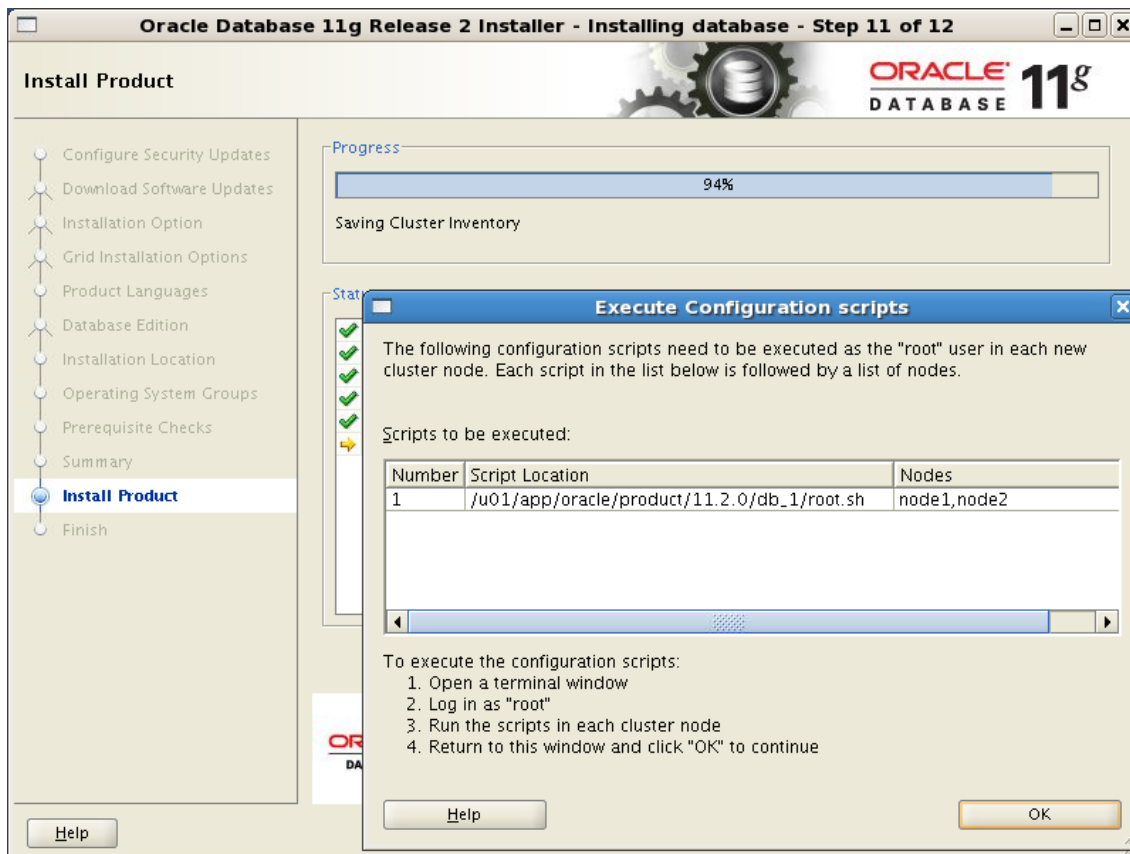 Oracle Database 11g Release 2 Installer - Installing database - Step 11 of 12
Install Product
ORACLE
DATABASE
11g
Configure Security Updates
Download Software Updates
Installation Option
Grid Installation Options
Product Languages
Database Edition
Installation Location
Operating System Groups
Prerequisite Checks
Summary
Install Product
Finish
Help
Progress
94%
Saving Cluster Inventory
Execute Configuration scripts
The following configuration scripts need to be executed as the "root" user in each new
cluster node. Each script in the list below is followed by a list of nodes.
Scripts to be executed:
Number Script Location Nodes
1 /u01/app/oracle/product/11.2.0/db_1/root.sh node1,node2
To execute the configuration scripts:
1. Open a terminal window
2. Log in as "root"
3. Run the scripts in each cluster node
4. Return to this window and click "OK" to continue
Help
OK